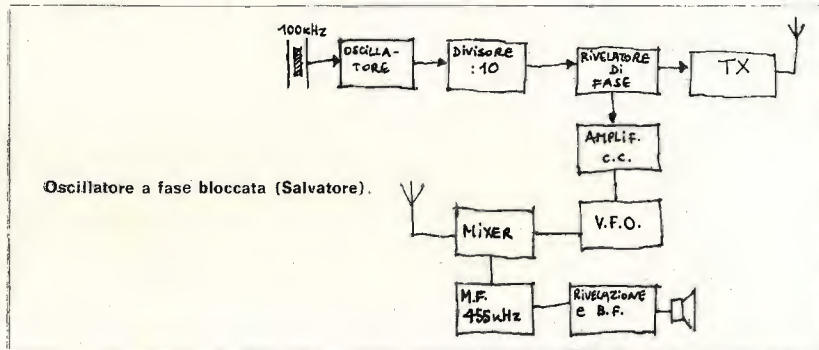 100KHz
OSCILLA-
TORE
DIVISORE
:10
RIVELATORE
DI
FASE
TX
AMPLIF.
C.C.
Oscillatore a fase bloccata (Salvatore).
MIXER
V.F.O.
M.F.
455KHz
RIVELAZIONE
e B.F.